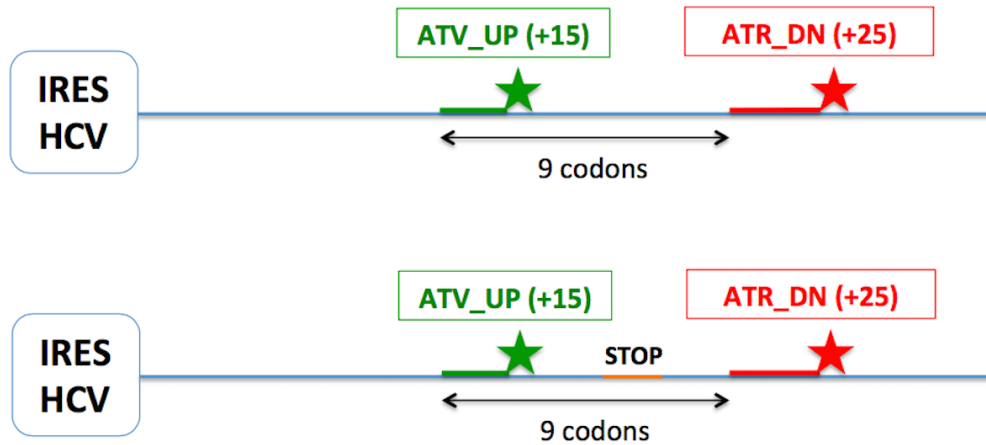 ATV_UP (+15)
ATR_DN (+25)
IRES
HCV
9 codons
ATV_UP (+15)
ATR_DN (+25)
STOP
IRES
HCV
9 codons